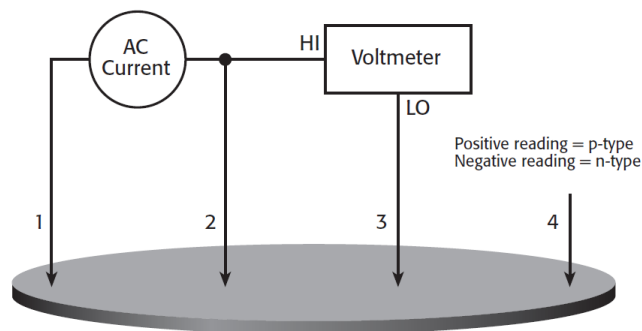 AC
Current
HI
Voltmeter
LO
Positive reading = p-type
Negative reading = n-type
1
2
3
4